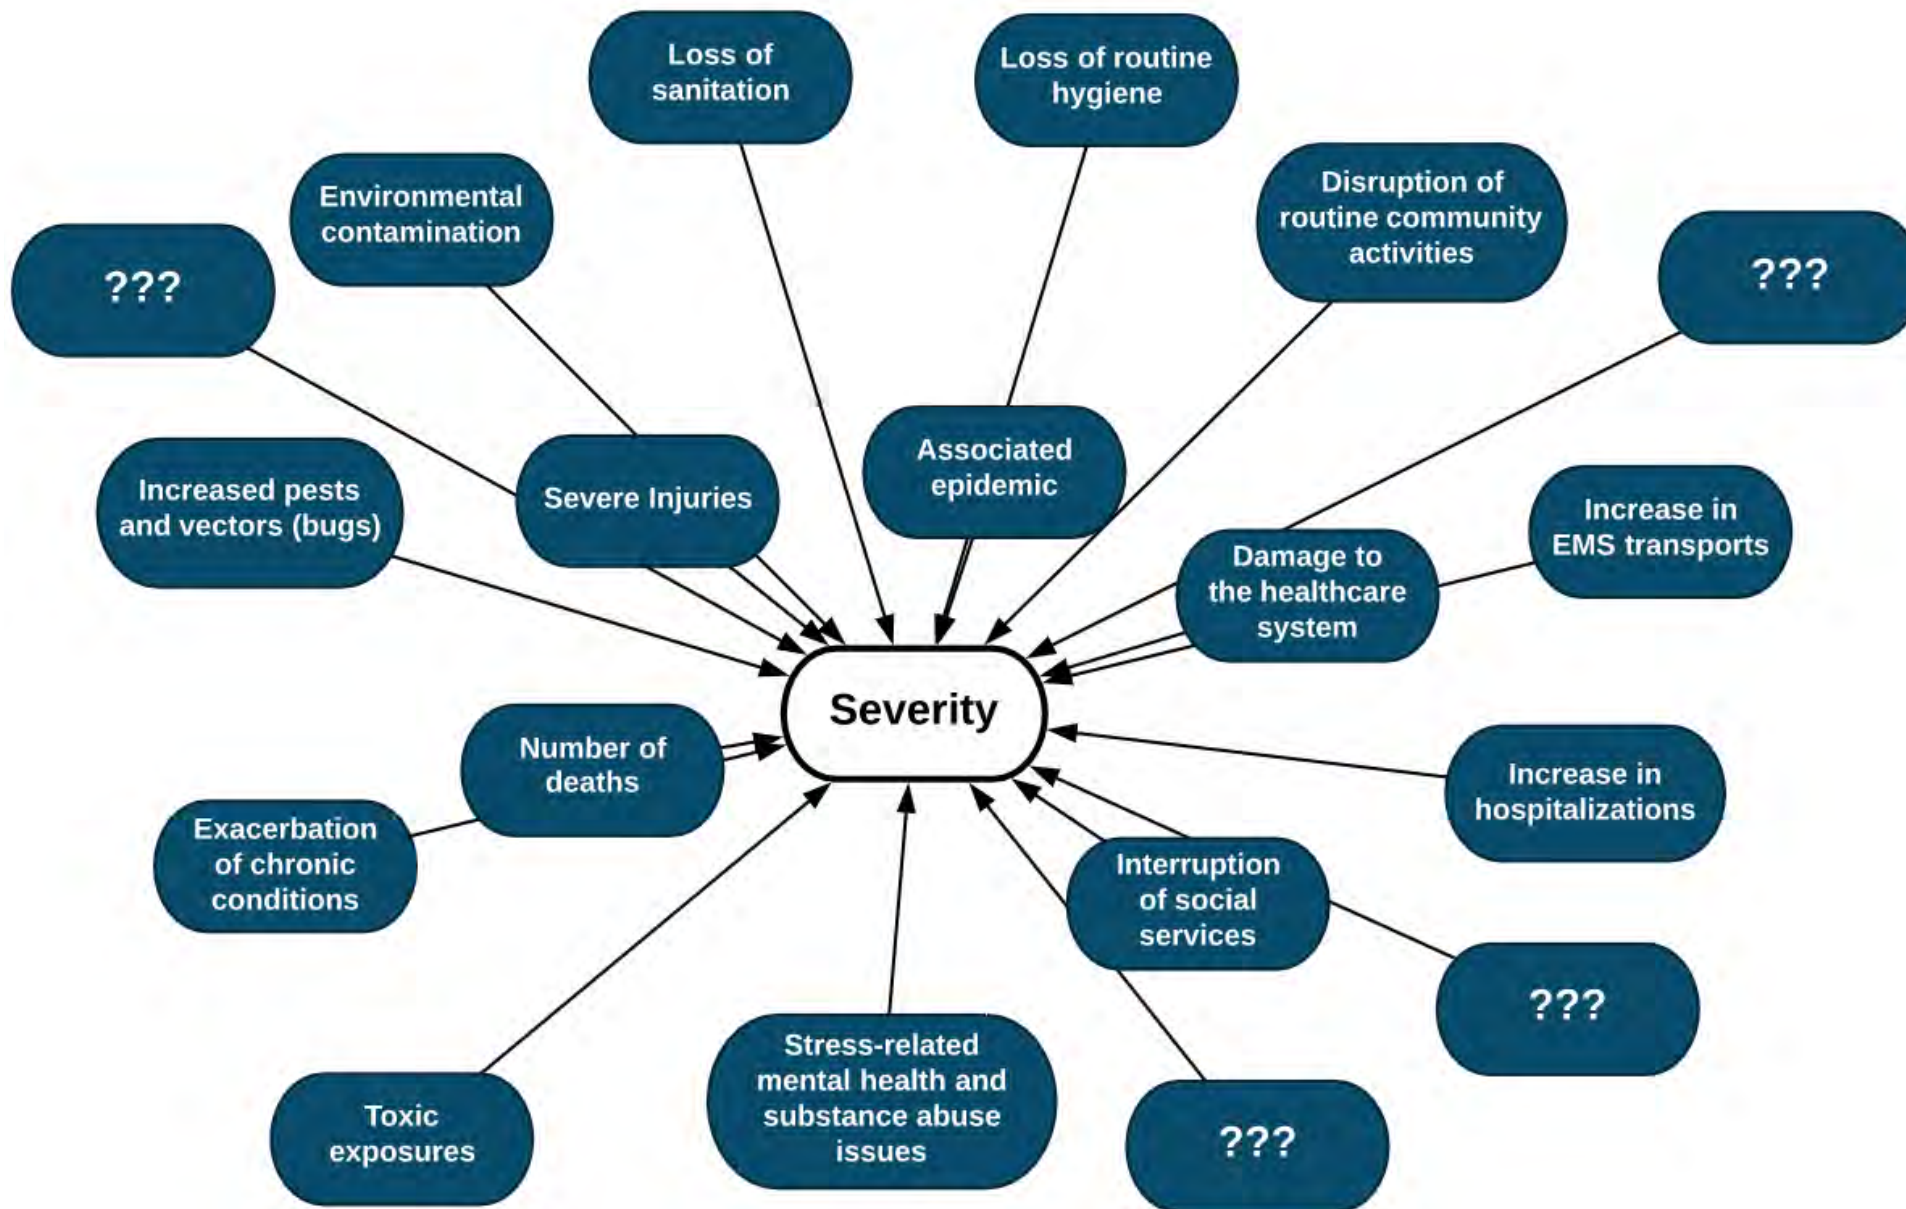 Loss of
sanitation
Loss of routine
hygiene
Environmental
contamination
Disruption of
routine community
activities
???
???
Increased pests
and vectors (bugs)
Severe Injuries
Associated
epidemic
Damage to
the healthcare
system
Increase in
EMS transports
Severity
Number of
deaths
Increase in
hospitalizations
Exacerbation
of chronic
conditions
Interruption
of social
services
???
Toxic
exposures
Stress-related
mental health and
substance abuse
issues
???